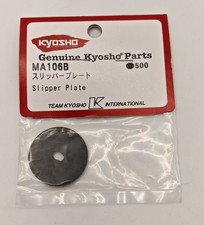 KYOSHO
Genuine Kyosho Parts
MA106B
500
スリッパープレート
Slipper Plate
TEAM KYOSHO K INTERNATIONAL